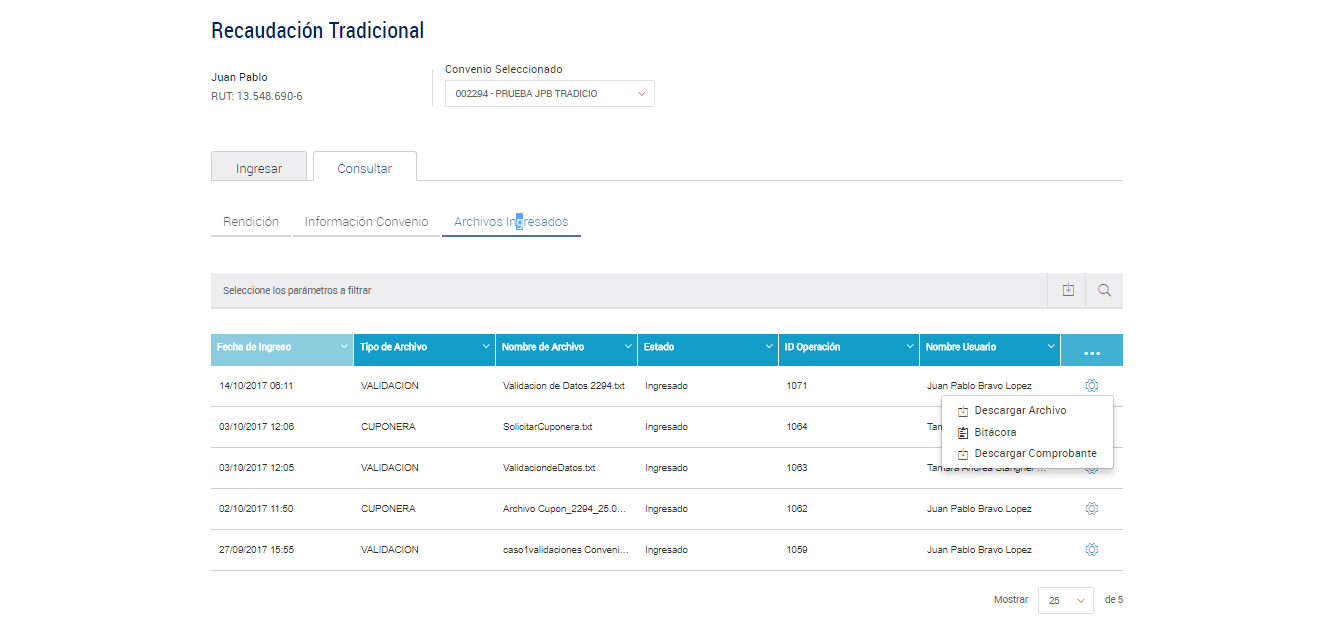 Recaudación Tradicional
Juan Pablo
RUT: 13.548.690-6
Convenio Seleccionado
002294 - PRUEBA JPB TRADICIO
Ingresar Consultar
Rendición Información Convenio Archivos Ingresados
Seleccione los parámetros a filtrar
Fecha de Ingreso Tipo de Archivo Nombre de Archivo Estado ID Operación Nombre Usuario ...
14/10/2017 06:11 VALIDACION Validacion de Datos 2294.txt Ingresado 1071 Juan Pablo Bravo Lopez
Descargar Archivo
Bitácora
Descargar Comprobante
03/10/2017 12:06 CUPONERA SolicitarCuponera.txt Ingresado 1064
03/10/2017 12:05 VALIDACION ValidaciondeDatos.txt Ingresado 1063 Tamara Andrea Stangher ...
02/10/2017 11:50 CUPONERA Archivo Cupon_2294_25.0... Ingresado 1062 Juan Pablo Bravo Lopez
27/09/2017 15:55 VALIDACION caso1validaciones Conveni... Ingresado 1059 Juan Pablo Bravo Lopez
Mostrar 25 de 5